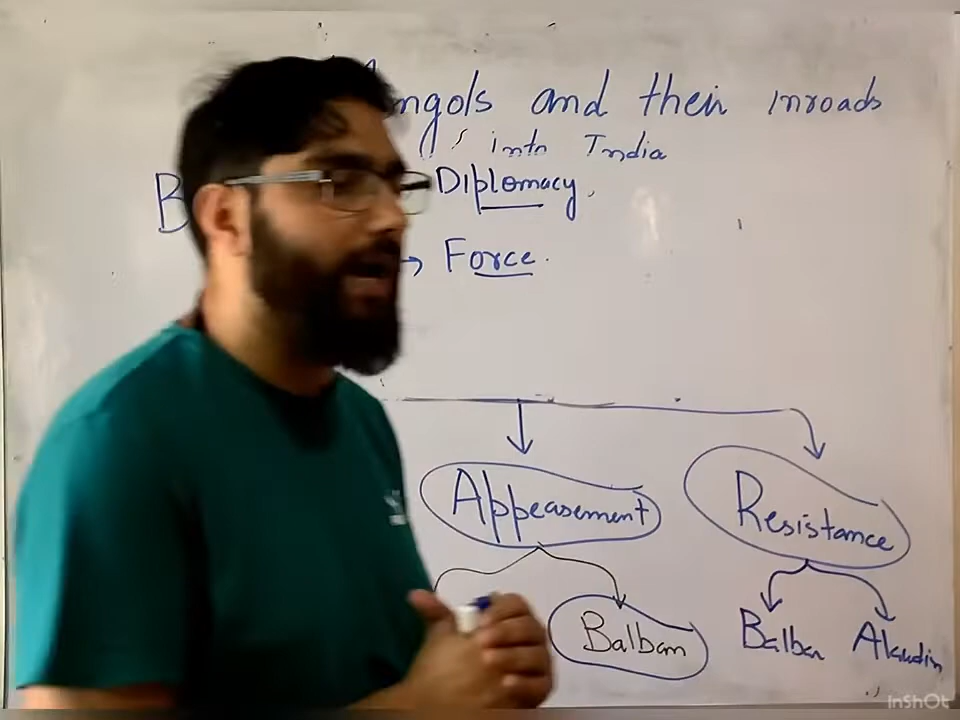 ngols and their inroads
into India
B Diplomacy.
→ Force.
Appeasement
Resistance
Balban
Balban Alaudin
InShOt